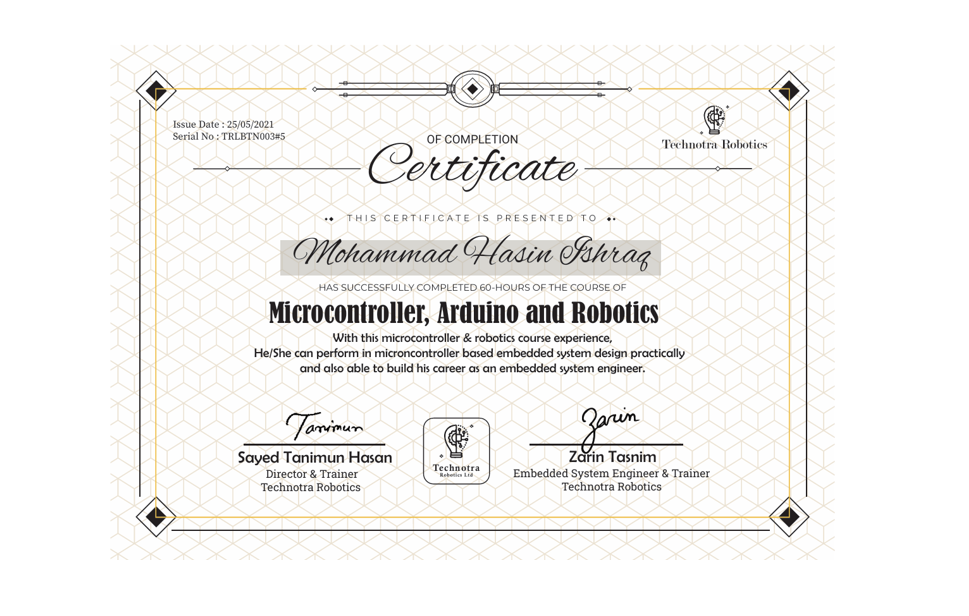 Issue Date : 25/05/2021
Serial No : TRLBTN003#5
Technotra Robotics
OF COMPLETION
Certificate
THIS CERTIFICATE IS PRESENTED TO
Mohammad Hasin Ishraq
HAS SUCCESSFULLY COMPLETED 60-HOURS OF THE COURSE OF
Microcontroller, Arduino and Robotics
With this microcontroller & robotics course experience,
He/She can perform in microncontroller based embedded system design practically
and also able to build his career as an embedded system engineer.
Tanimun
Zarin
Sayed Tanimun Hasan
Director & Trainer
Technotra Robotics
Technotra
Robotics Ltd
Zarin Tasnim
Embedded System Engineer & Trainer
Technotra Robotics